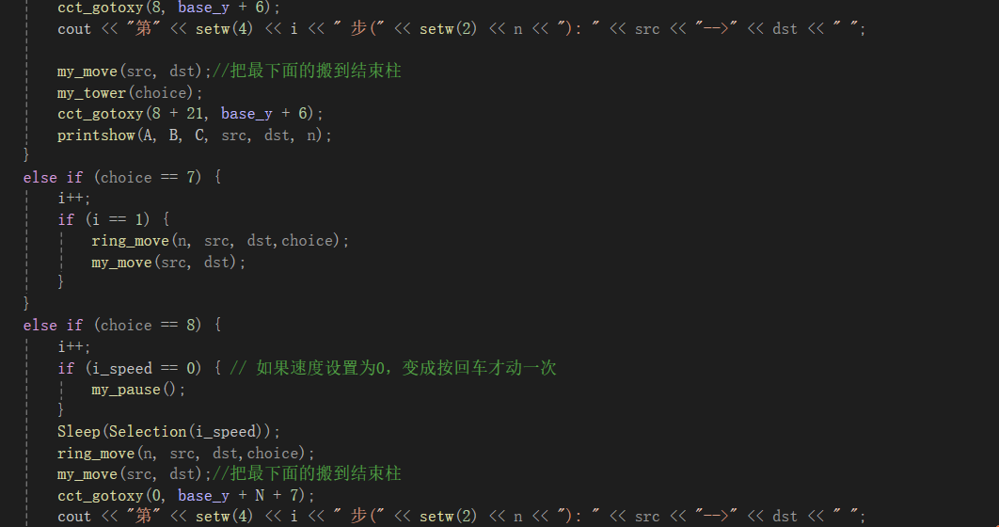 cct_gotoxy(8, base_y + 6);
cout << "第" << setw(4) << i << " 步(" << setw(2) << n << "): " << src << "-->" << dst << " ";
my_move(src, dst);//把最下面的搬到结束柱
my_tower(choice);
cct_gotoxy(8 + 21, base_y + 6);
printshow(A, B, C, src, dst, n);
}
else if (choice == 7) {
i++;
if (i == 1) {
ring_move(n, src, dst,choice);
my_move(src, dst);
}
}
else if (choice == 8) {
i++;
if (i_speed == 0) { // 如果速度设置为0，变成按回车才动一次
my_pause();
}
Sleep(Selection(i_speed));
ring_move(n, src, dst,choice);
my_move(src, dst);//把最下面的搬到结束柱
cct_gotoxy(0, base_y + N + 7);
cout << "第" << setw(4) << i << " 步(" << setw(2) << n << "): " << src << "-->" << dst << " ";